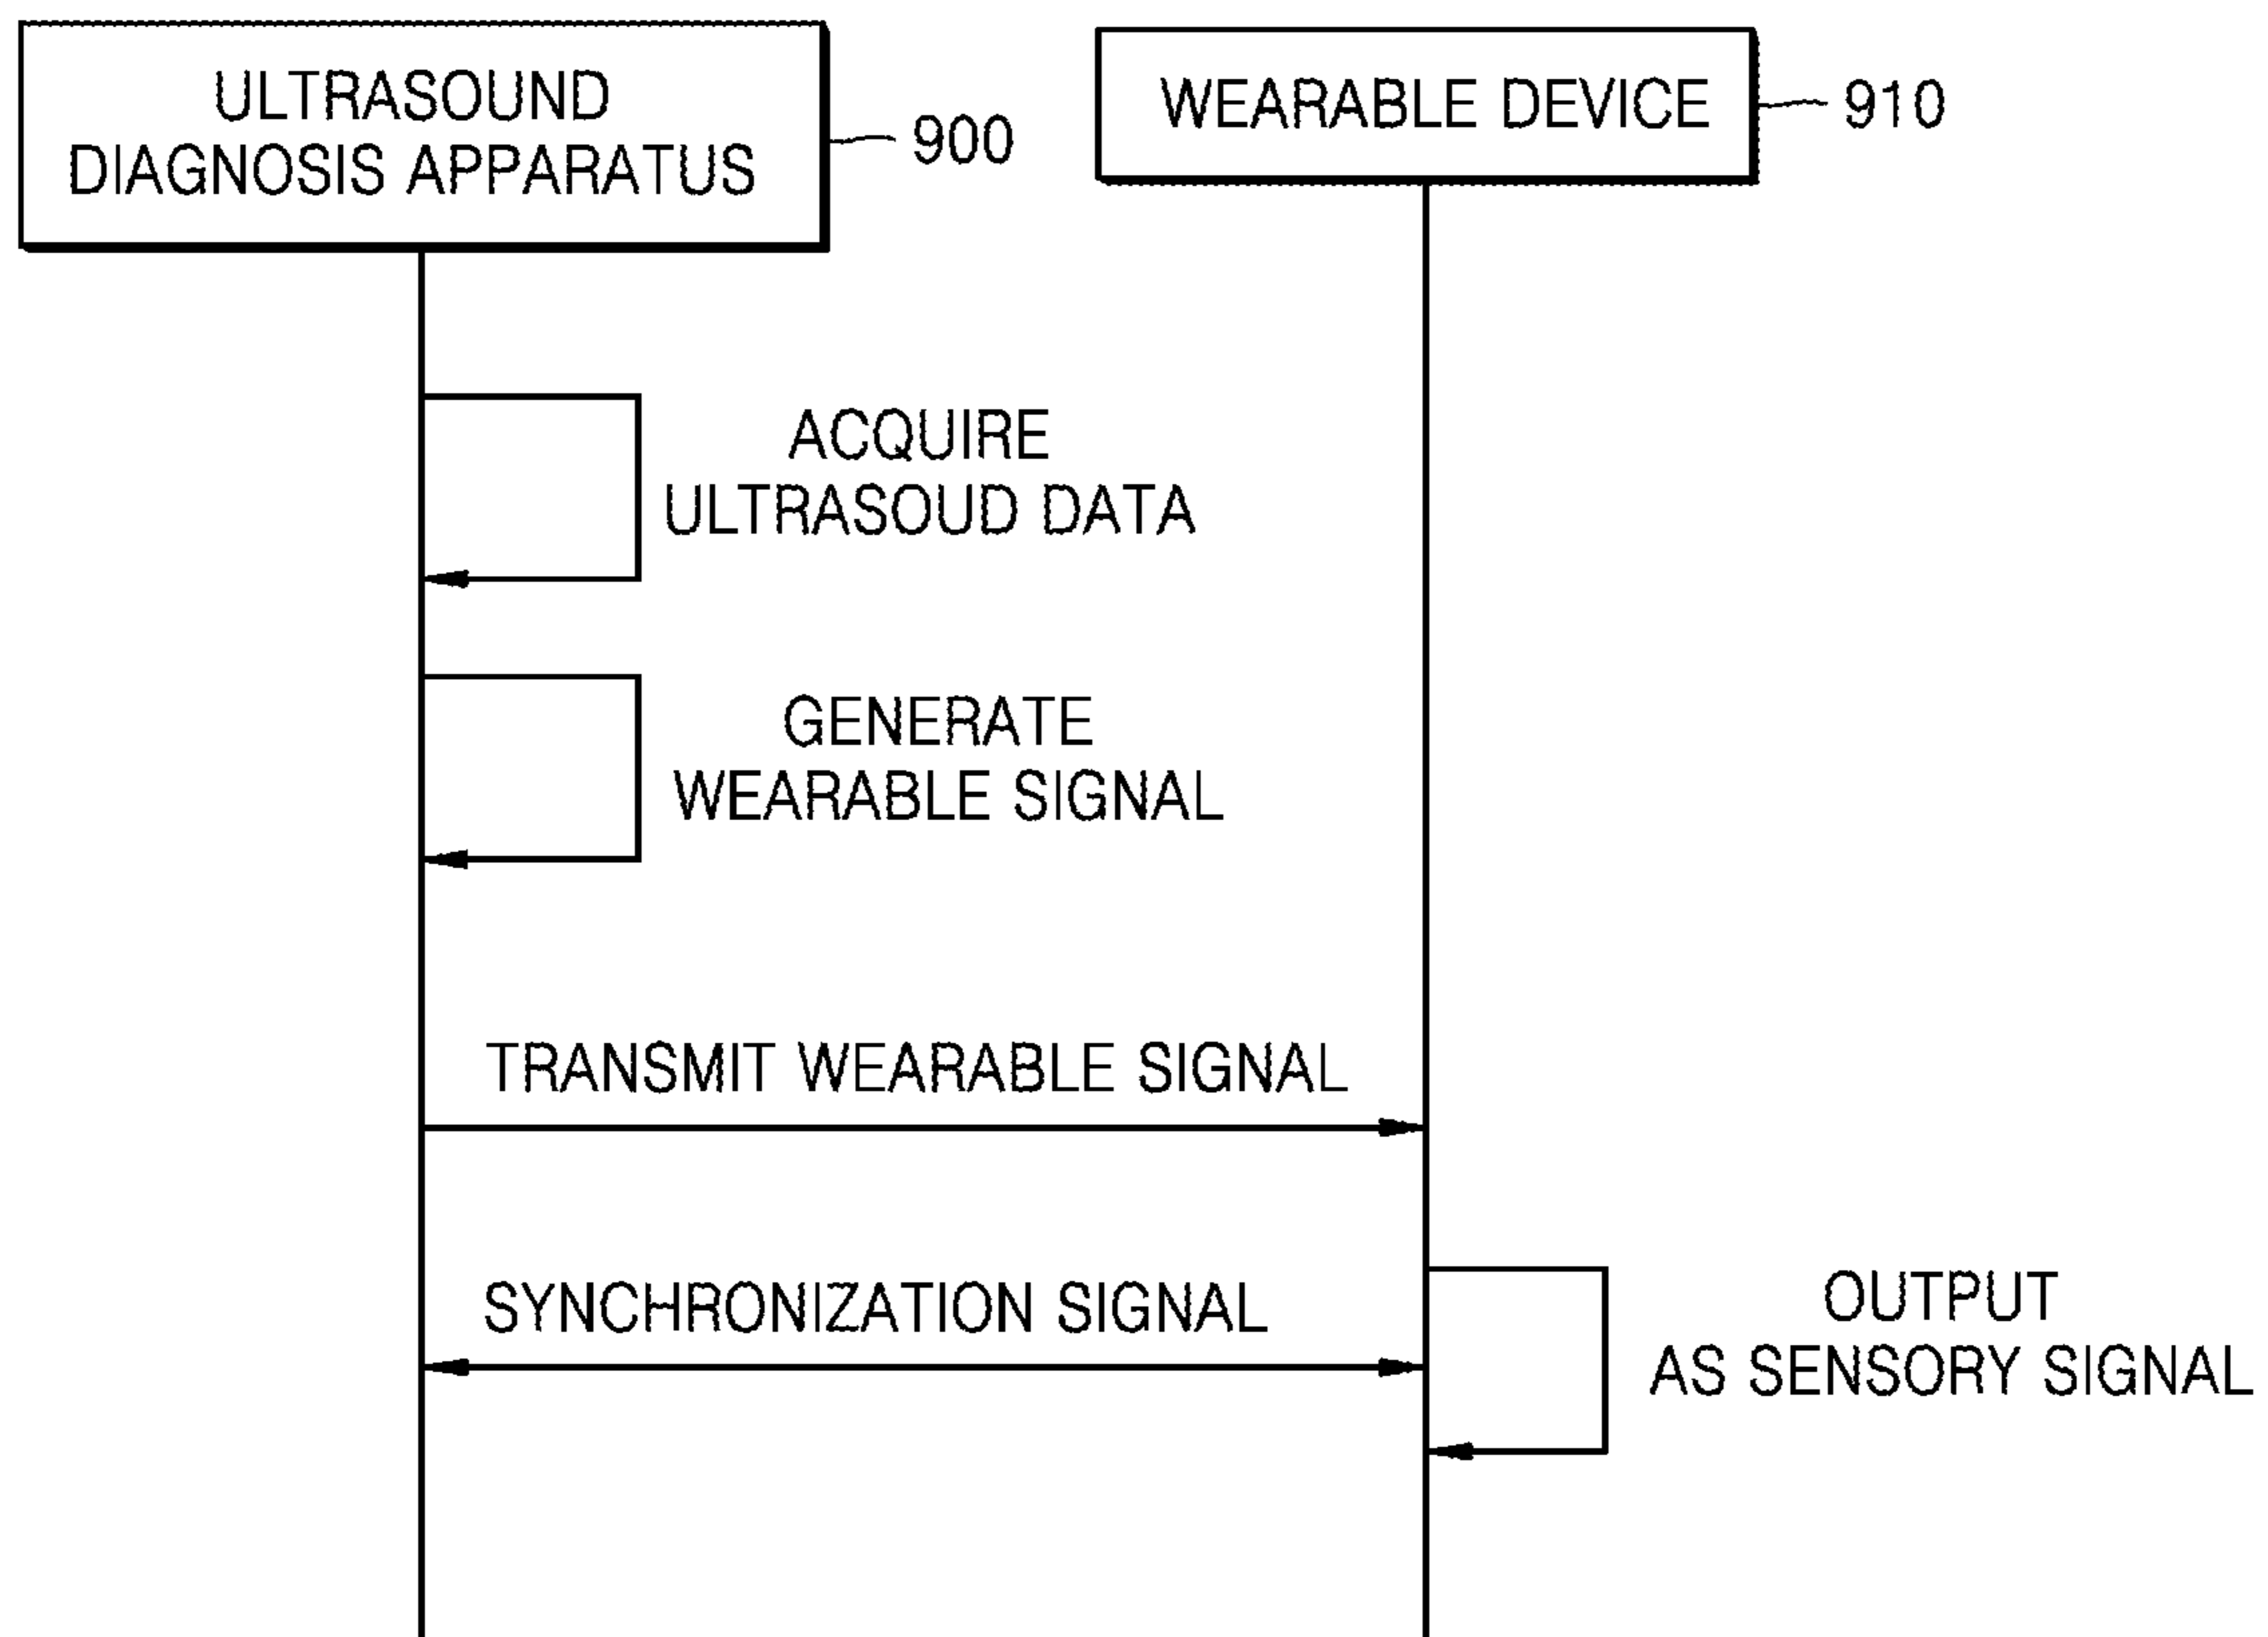 ULTRASOUND
DIAGNOSIS APPARATUS
900
WEARABLE DEVICE
910
ACQUIRE
ULTRASOUD DATA
GENERATE
WEARABLE SIGNAL
TRANSMIT WEARABLE SIGNAL
SYNCHRONIZATION SIGNAL
OUTPUT
AS SENSORY SIGNAL